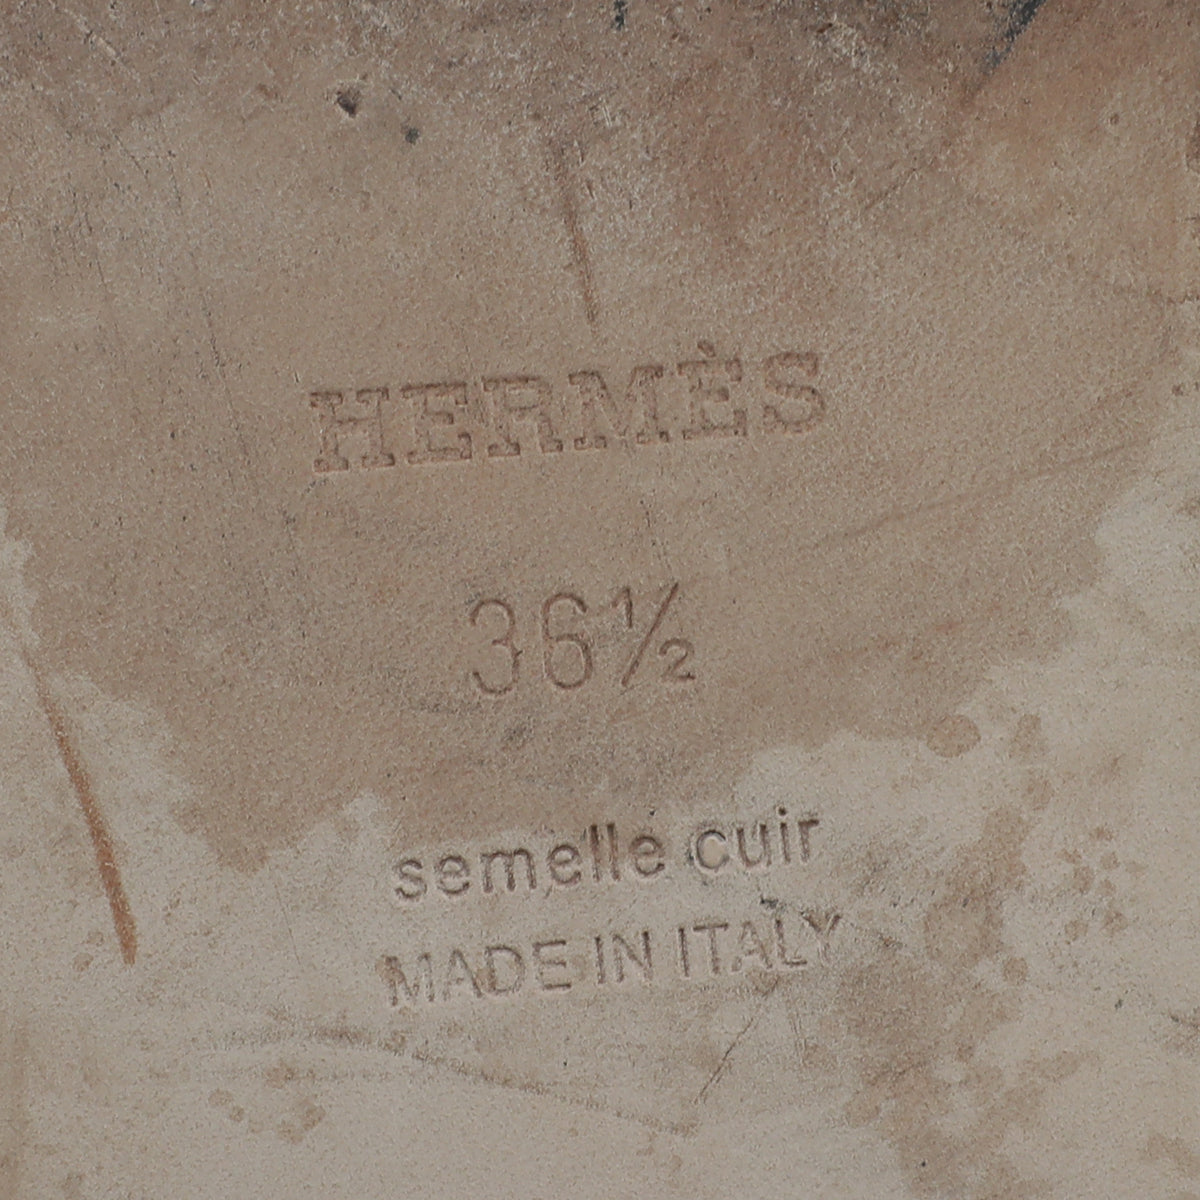 HERMÈS
36½
semelle cuir
MADE IN ITALY